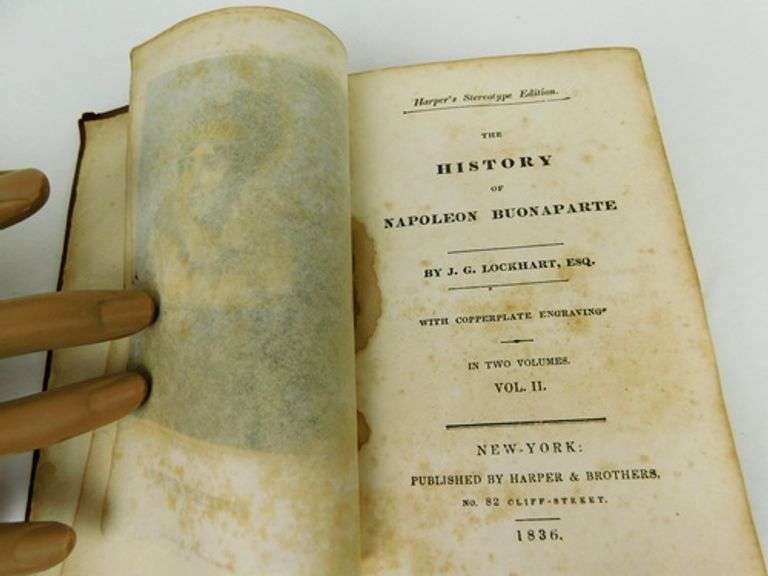 Harper's Stereotype Edition.
THE
HISTORY
OF
NAPOLEON BUONAPARTE
BY J. G. LOCKHART, ESQ.
WITH COPPERPLATE ENGRAVING
IN TWO VOLUMES.
VOL. II.
NEW-YORK:
PUBLISHED BY HARPER & BROTHERS,
NO. 82 CLIFF-STREET.
1836.